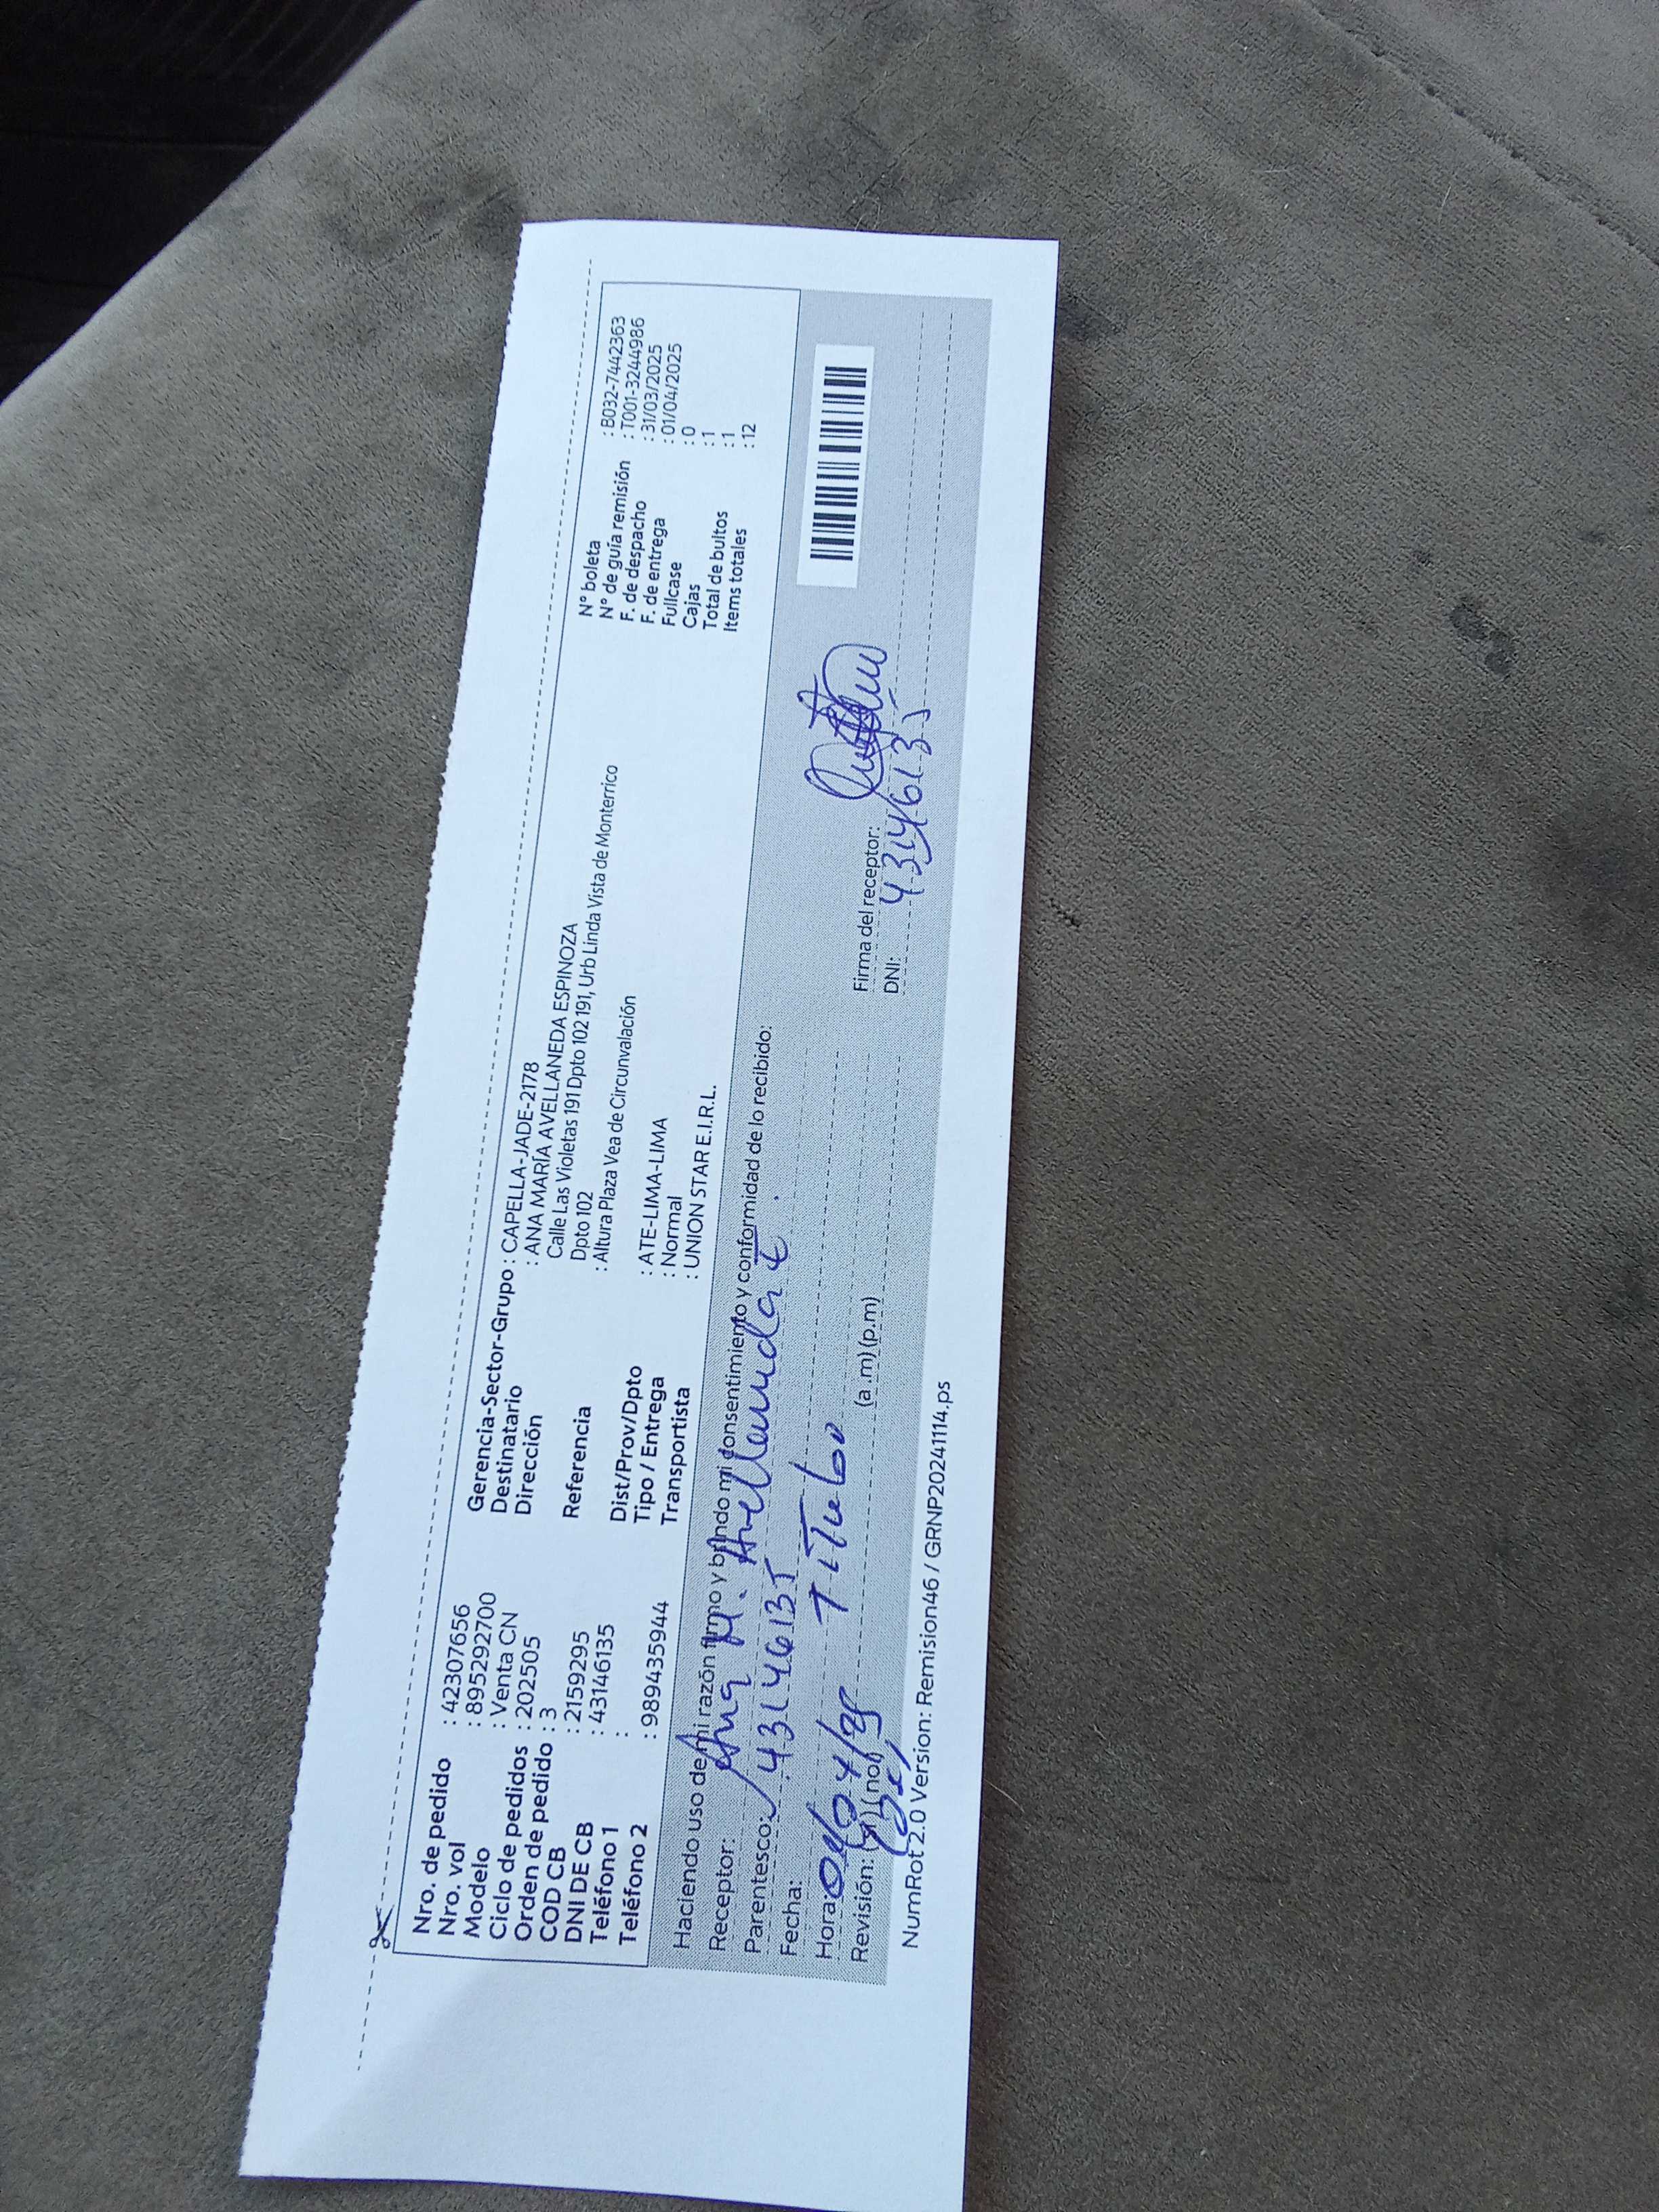 Nro. de pedido : 42307656
Nro. vol : 895292700
Modelo : Venta CN
Ciclo de pedidos : 202505
Orden de pedido : 3
COD CB : 2159295
DNI DE CB : 43146135
Teléfono 1 :
Teléfono 2 : 989435944
Gerencia-Sector-Grupo : CAPELLA-JADE-2178
Destinatario : ANA MARÍA AVELLANEDA ESPINOZA
Dirección Calle Las Violetas 191 Dpto 102 191, Urb Linda Vista de Monterrico
Dpto 102
Referencia : Altura Plaza Vea de Circunvalación
Dist/Prov/Dpto : ATE-LIMA-LIMA
Tipo / Entrega : Normal
Transportista : UNION STAR E.I.R.L.
N° boleta : B032-7442363
N° de guía remisión : T001-3244986
F. de despacho : 31/03/2025
F. de entrega : 01/04/2025
Fullcase : 0
Cajas : 1
Total de bultos : 1
Items totales : 12
Haciendo uso de mi razón firmo y brindo mi consentimiento y conformidad de lo recibido:
Receptor: Ana M. Avellaneda E.
Parentesco: 43146135
Fecha: Titular
Hora: 01/04/25
Revisión: (si) (no) (a .m) (p.m)
Firma del receptor:
DNI: 43146135
NumRot 2.0 Version: Remision46 / GRNP20241114.ps